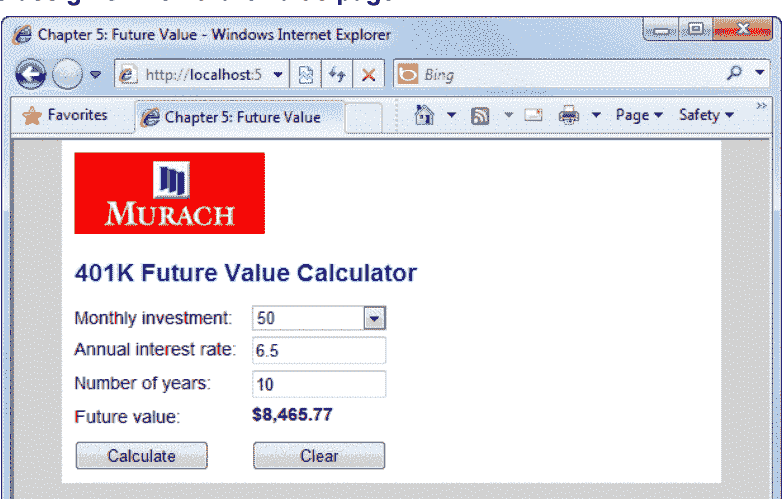 Chapter 5: Future Value - Windows Internet Explorer
http://localhost:5
Bing
Favorites
Chapter 5: Future Value
Page
Safety
MURACH
401K Future Value Calculator
Monthly investment: 50
Annual interest rate: 6.5
Number of years: 10
Future value: $8,465.77
Calculate Clear